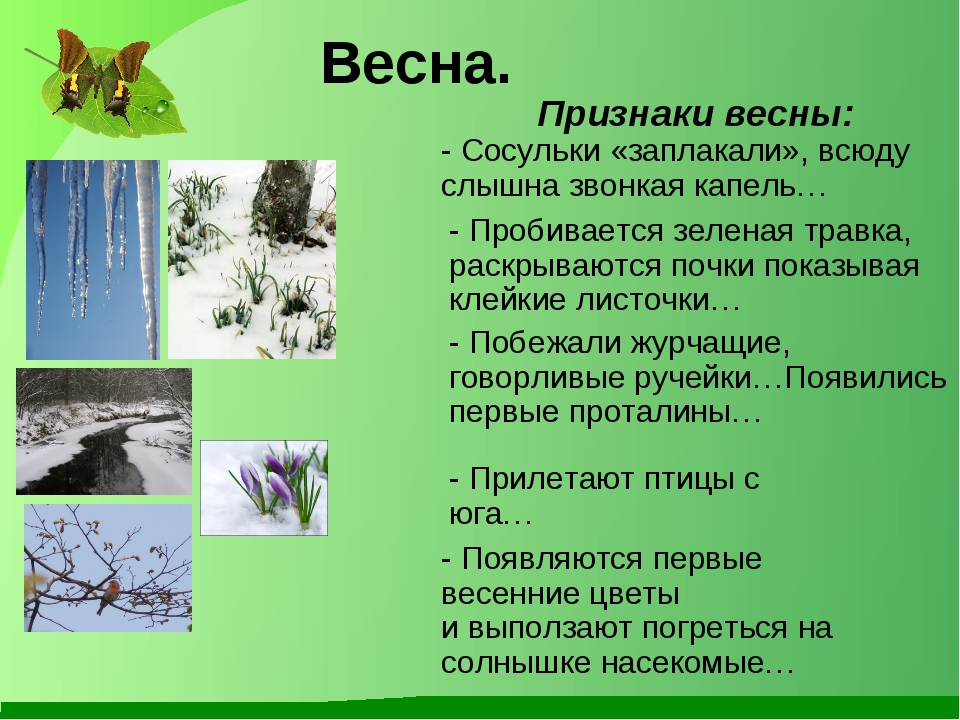 Весна.
Признаки весны:
- Сосульки «заплакали», всюду
слышна звонкая капель…
- Пробивается зеленая травка,
раскрываются почки показывая
клейкие листочки…
- Побежали журчащие,
говорливые ручейки…Появились
первые проталины…
- Прилетают птицы с
юга…
- Появляются первые
весенние цветы
и выползают погреться на
солнышке насекомые…